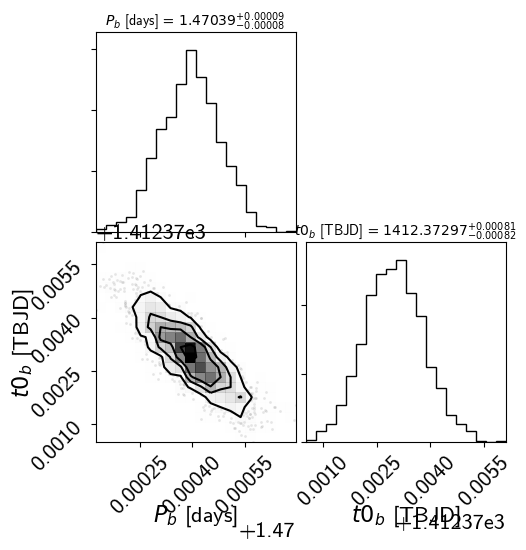 P_b [days] = 1.47039^{+0.00009}_{-0.00008}
+1.41237e3
t0_b [TBJD] = 1412.37297^{+0.00081}_{-0.00082}
0.0055
0.0040
0.0025
0.0010
t0_b [TBJD]
0.00025
0.00040
0.00055
P_b [days]
+1.47
0.0010
0.0025
0.0040
0.0055
t0_b [TBJD]
+1.41237e3